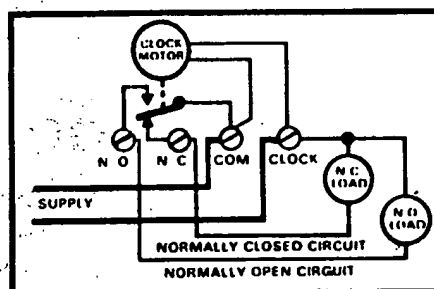 CLOCK
MOTOR
N O
N C
COM
CLOCK
N C
LOAD
SUPPLY
N O
LOAD
NORMALLY CLOSED CIRCUIT
NORMALLY OPEN CIRCUIT